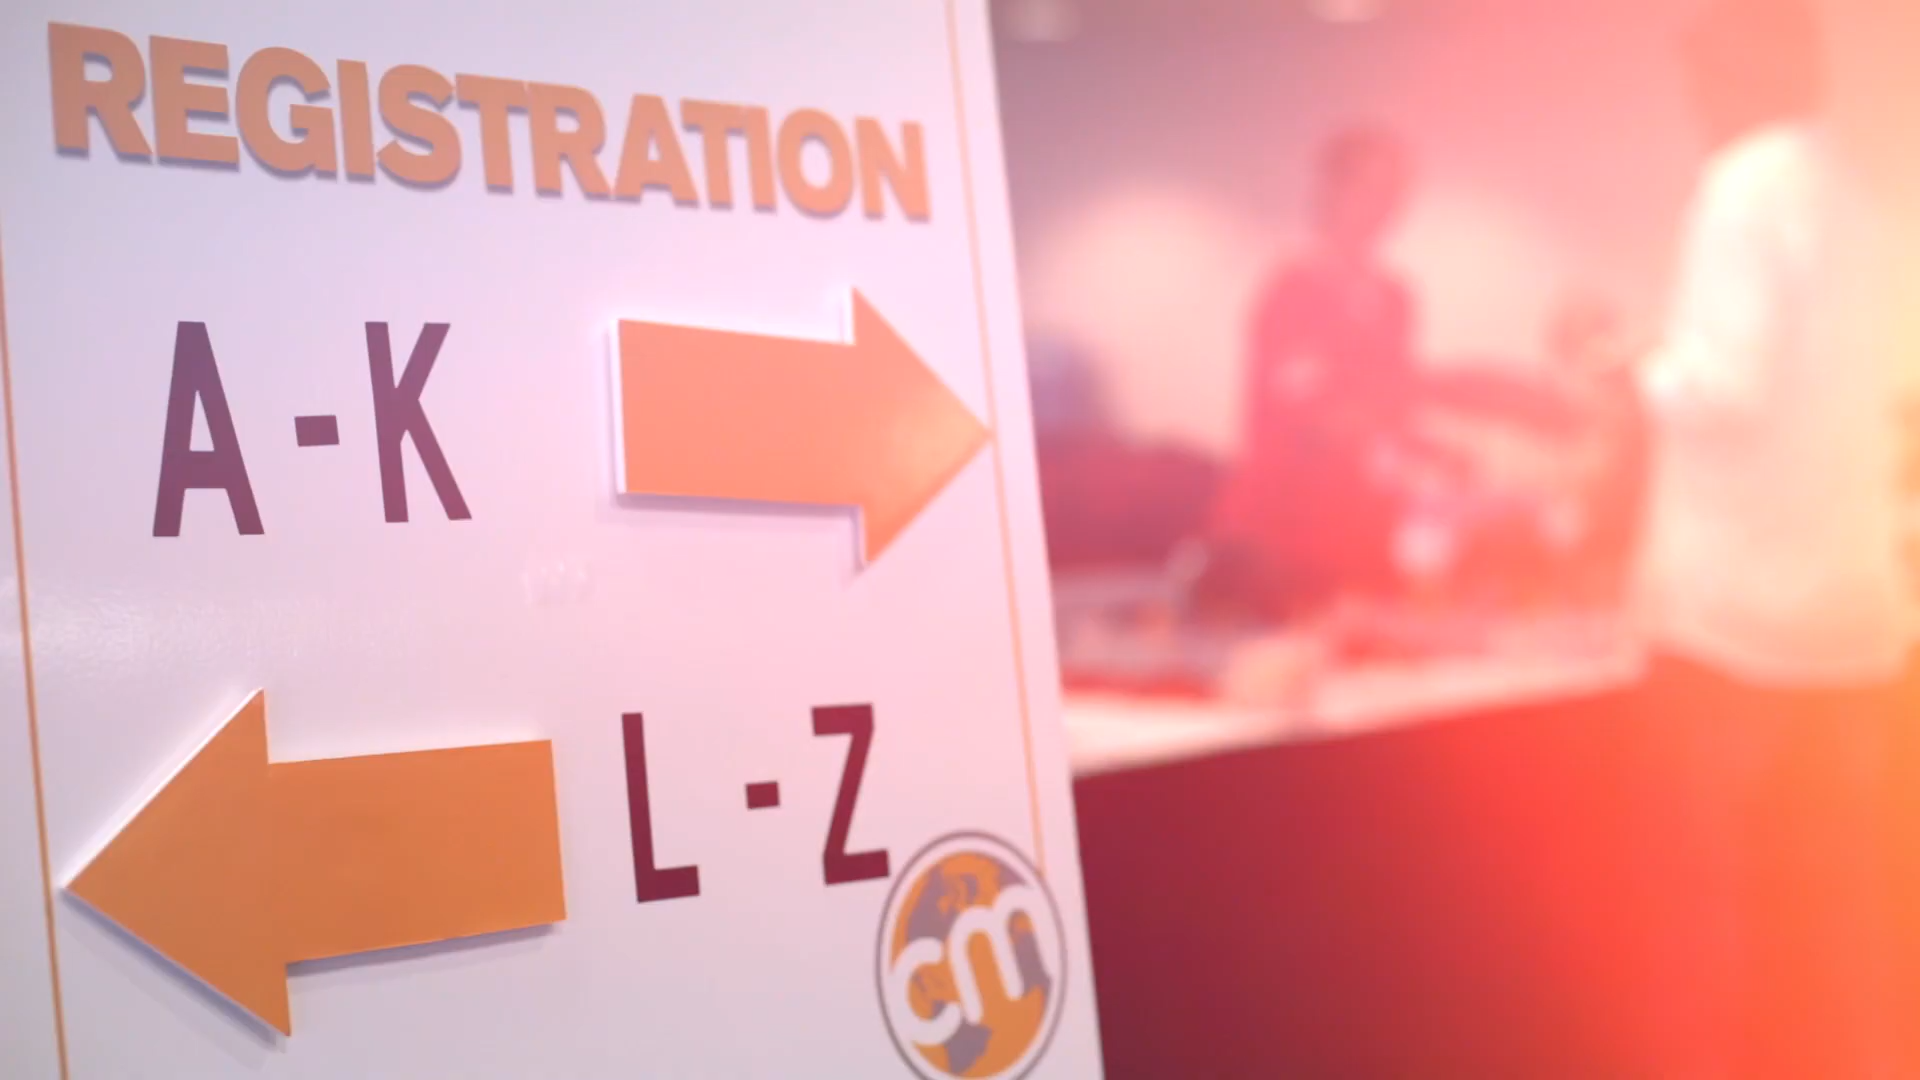 REGISTRATION
A - K
L - Z
cm